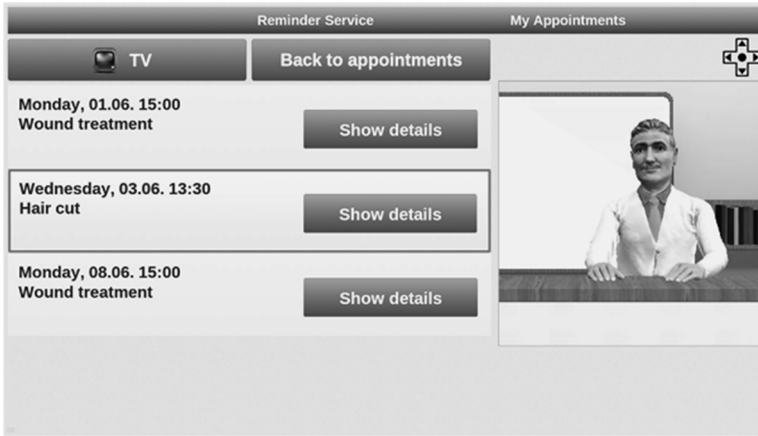 Reminder Service
My Appointments
TV
Back to appointments
Monday, 01.06. 15:00
Wound treatment
Show details
Wednesday, 03.06. 13:30
Hair cut
Show details
Monday, 08.06. 15:00
Wound treatment
Show details